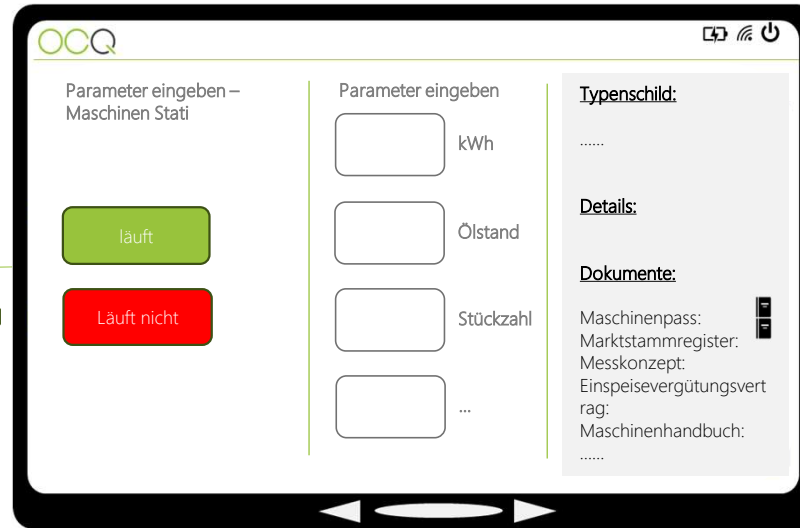 OCQ
Parameter eingeben –
Maschinen Stati
läuft
Läuft nicht
Parameter eingeben
kWh
Ölstand
Stückzahl
...
Typenschild:
......
Details:
Dokumente:
Maschinenpass:
Marktstammregister:
Messkonzept:
Einspeisevergütungsvert
rag:
Maschinenhandbuch:
......